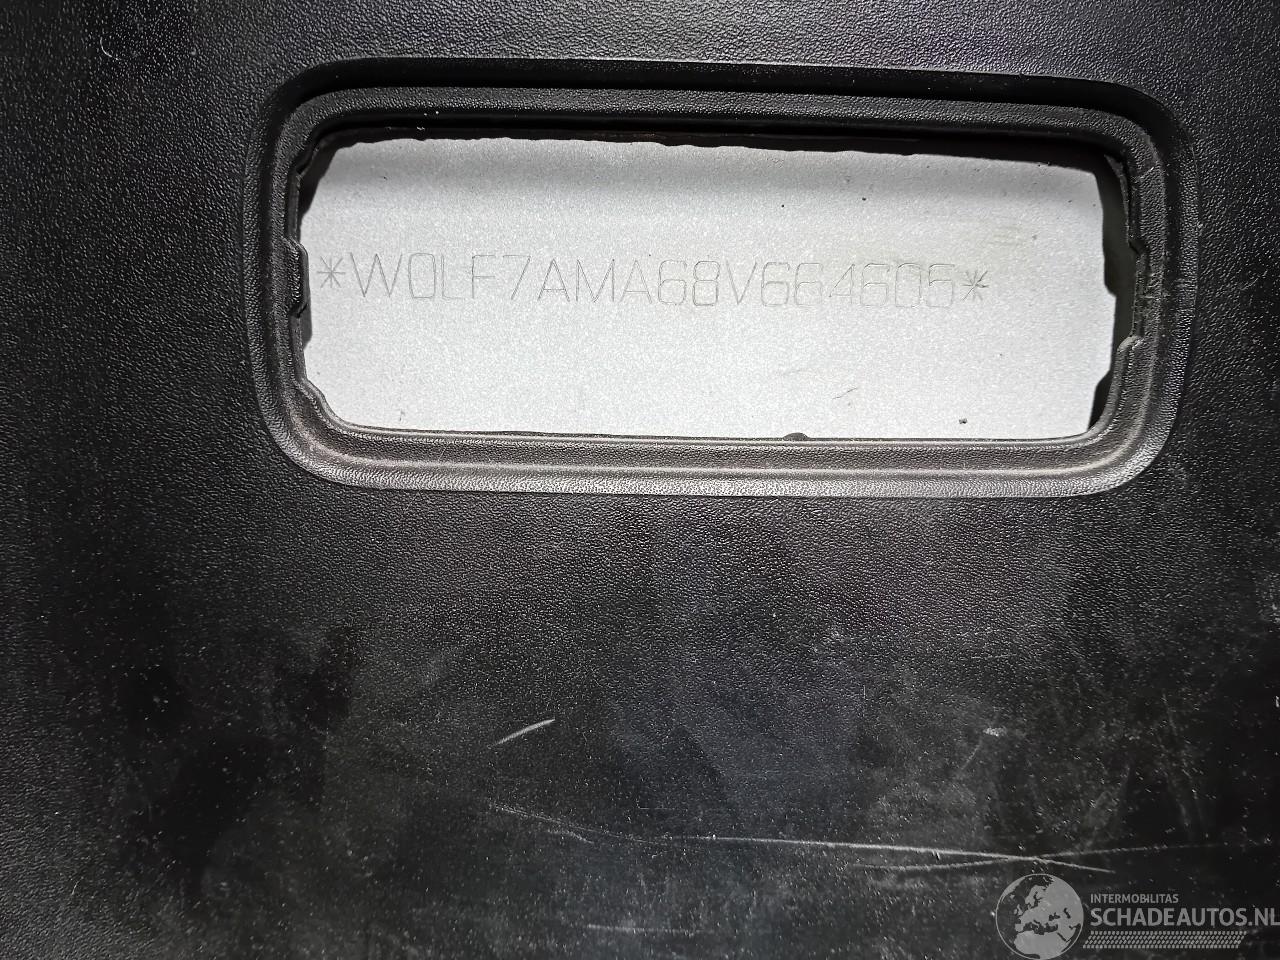 *W0LF7AMA68V664605*
INTERMOBILITAS
SCHADEAUTOS.NL